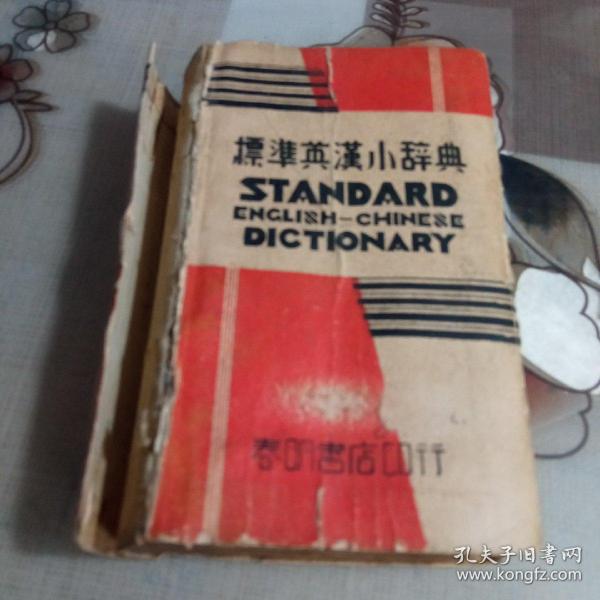 標準英漢小辞典
STANDARD
ENGLISH-CHINESE
DICTIONARY
春明書店印行
孔夫子旧书网
www.kongfz.com